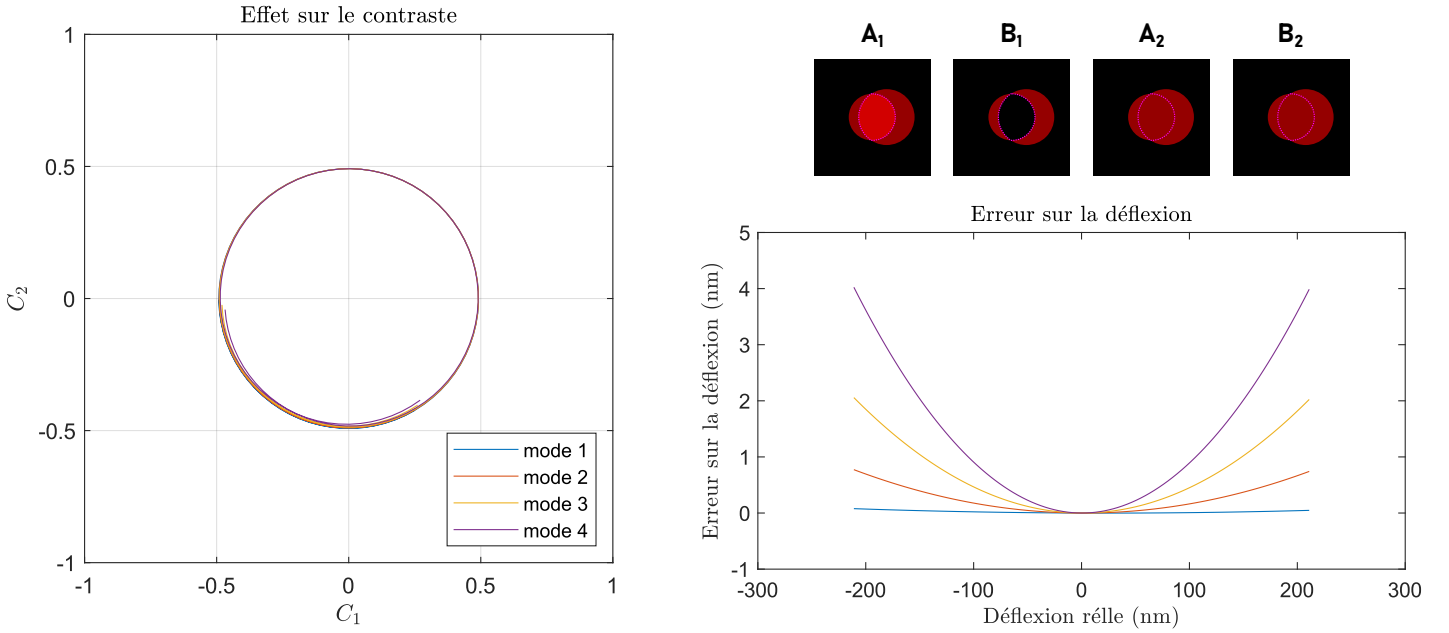 Effet sur le contraste
1
0.5
0
-0.5
-1
C2
-1
-0.5
0
0.5
1
C1
mode 1
mode 2
mode 3
mode 4
A1
B1
A2
B2
Erreur sur la déflexion
5
4
3
2
1
0
-1
Erreur sur la déflexion (nm)
-300
-200
-100
0
100
200
300
Déflexion rélle (nm)